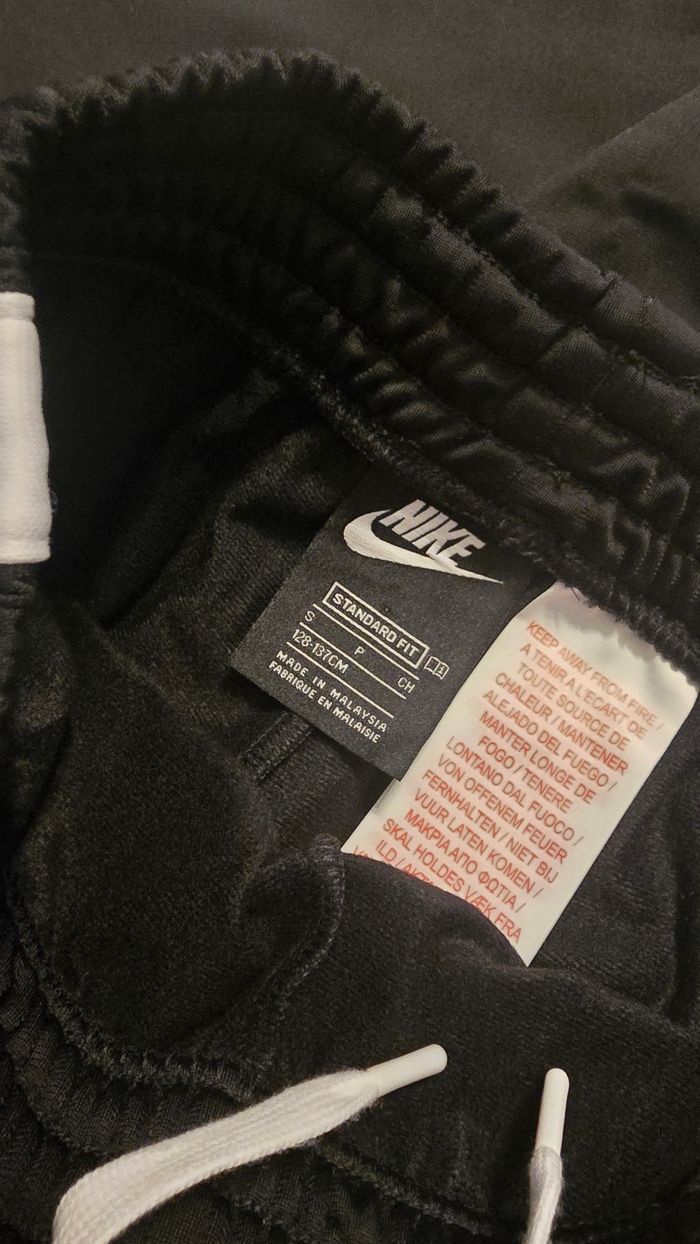 NIKE
STANDARD FIT
S P CH
128-137CM
MADE IN MALAYSIA
FABRIQUE EN MALAISIE
KEEP AWAY FROM FIRE /
A TENIR A L'ECART DE
TOUTE SOURCE DE
CHALEUR / MANTENER
ALEJADO DEL FUEGO /
MANTER LONGE DE
FOGO / TENERE
LONTANO DAL FUOCO /
VON OFFENEM FEUER
FERNHALTEN / NIET BIJ
VUUR LATEN KOMEN /
ΜΑΚΡΙΑ ΑΠΟ ΦΩΤΙΑ /
SKAL HOLDES VÆK FRA
ILD /